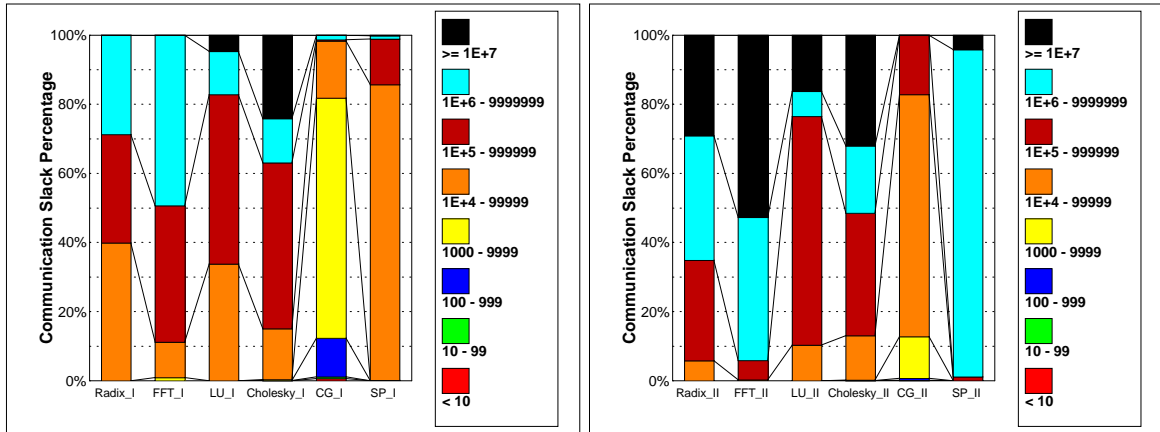 Communication Slack Percentage
100%
80%
60%
40%
20%
0%
Radix_I FFT_I LU_I Cholesky_I CG_I SP_I
>= 1E+7
1E+6 - 9999999
1E+5 - 999999
1E+4 - 99999
1000 - 9999
100 - 999
10 - 99
< 10
Communication Slack Percentage
100%
80%
60%
40%
20%
0%
Radix_II FFT_II LU_II Cholesky_II CG_II SP_II
>= 1E+7
1E+6 - 9999999
1E+5 - 999999
1E+4 - 99999
1000 - 9999
100 - 999
10 - 99
< 10